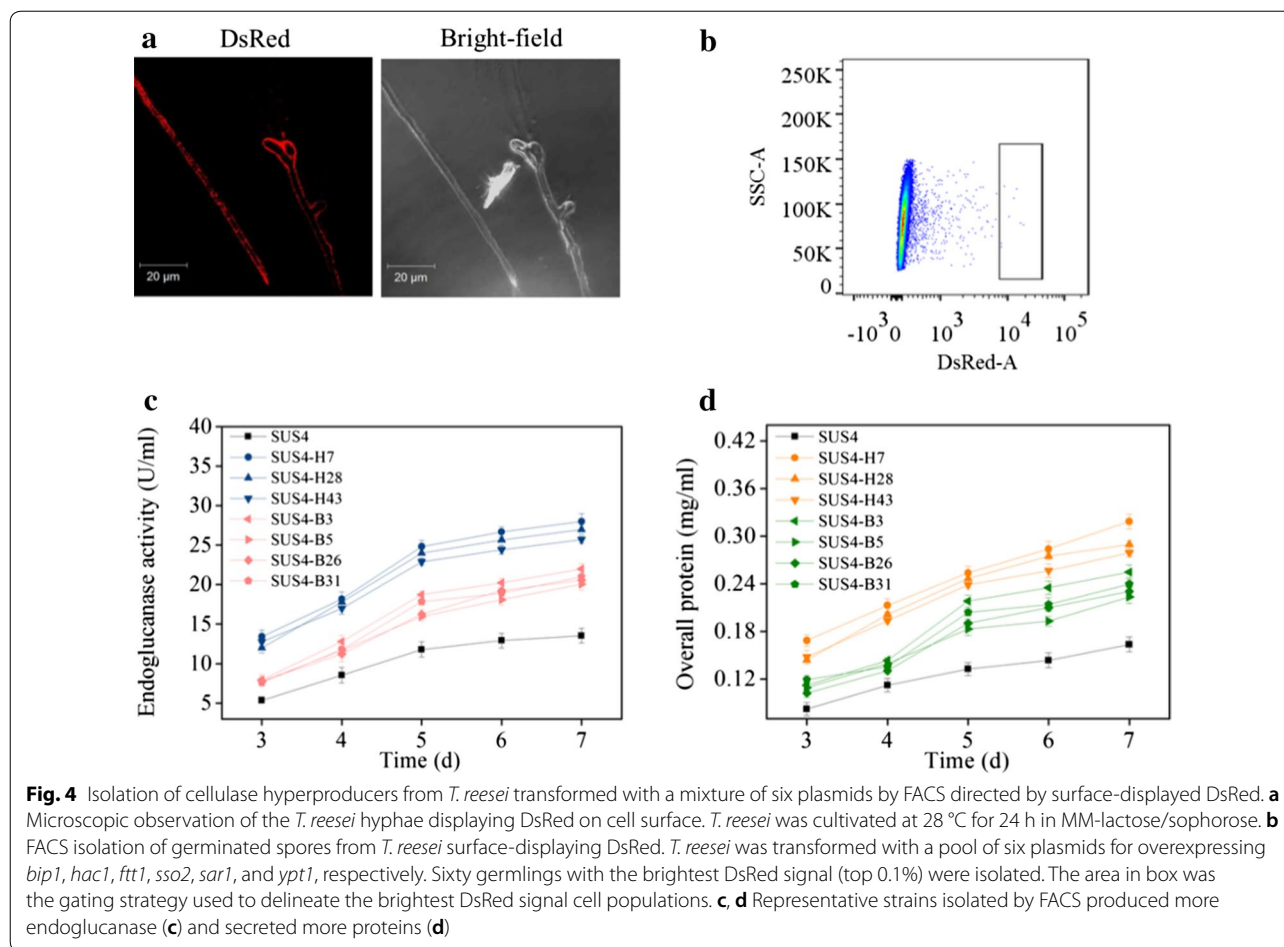 a
DsRed
Bright-field
20 µm
20 µm
b
250K
200K
150K
100K
50K
0
SSC-A
-10³ 0 10³ 10⁴ 10⁵
DsRed-A
c
40
35
30
25
20
15
10
5
Endoglucanase activity (U/ml)
SUS4
SUS4-H7
SUS4-H28
SUS4-H43
SUS4-B3
SUS4-B5
SUS4-B26
SUS4-B31
3 4 5 6 7
Time (d)
d
0.42
0.36
0.30
0.24
0.18
0.12
Overall protein (mg/ml)
SUS4
SUS4-H7
SUS4-H28
SUS4-H43
SUS4-B3
SUS4-B5
SUS4-B26
SUS4-B31
3 4 5 6 7
Time (d)
Fig. 4 Isolation of cellulase hyperproducers from T. reesei transformed with a mixture of six plasmids by FACS directed by surface-displayed DsRed. a
Microscopic observation of the T. reesei hyphae displaying DsRed on cell surface. T. reesei was cultivated at 28 °C for 24 h in MM-lactose/sophorose. b
FACS isolation of germinated spores from T. reesei surface-displaying DsRed. T. reesei was transformed with a pool of six plasmids for overexpressing
bip1, hac1, ftt1, sso2, sar1, and ypt1, respectively. Sixty germlings with the brightest DsRed signal (top 0.1%) were isolated. The area in box was
the gating strategy used to delineate the brightest DsRed signal cell populations. c, d Representative strains isolated by FACS produced more
endoglucanase (c) and secreted more proteins (d)